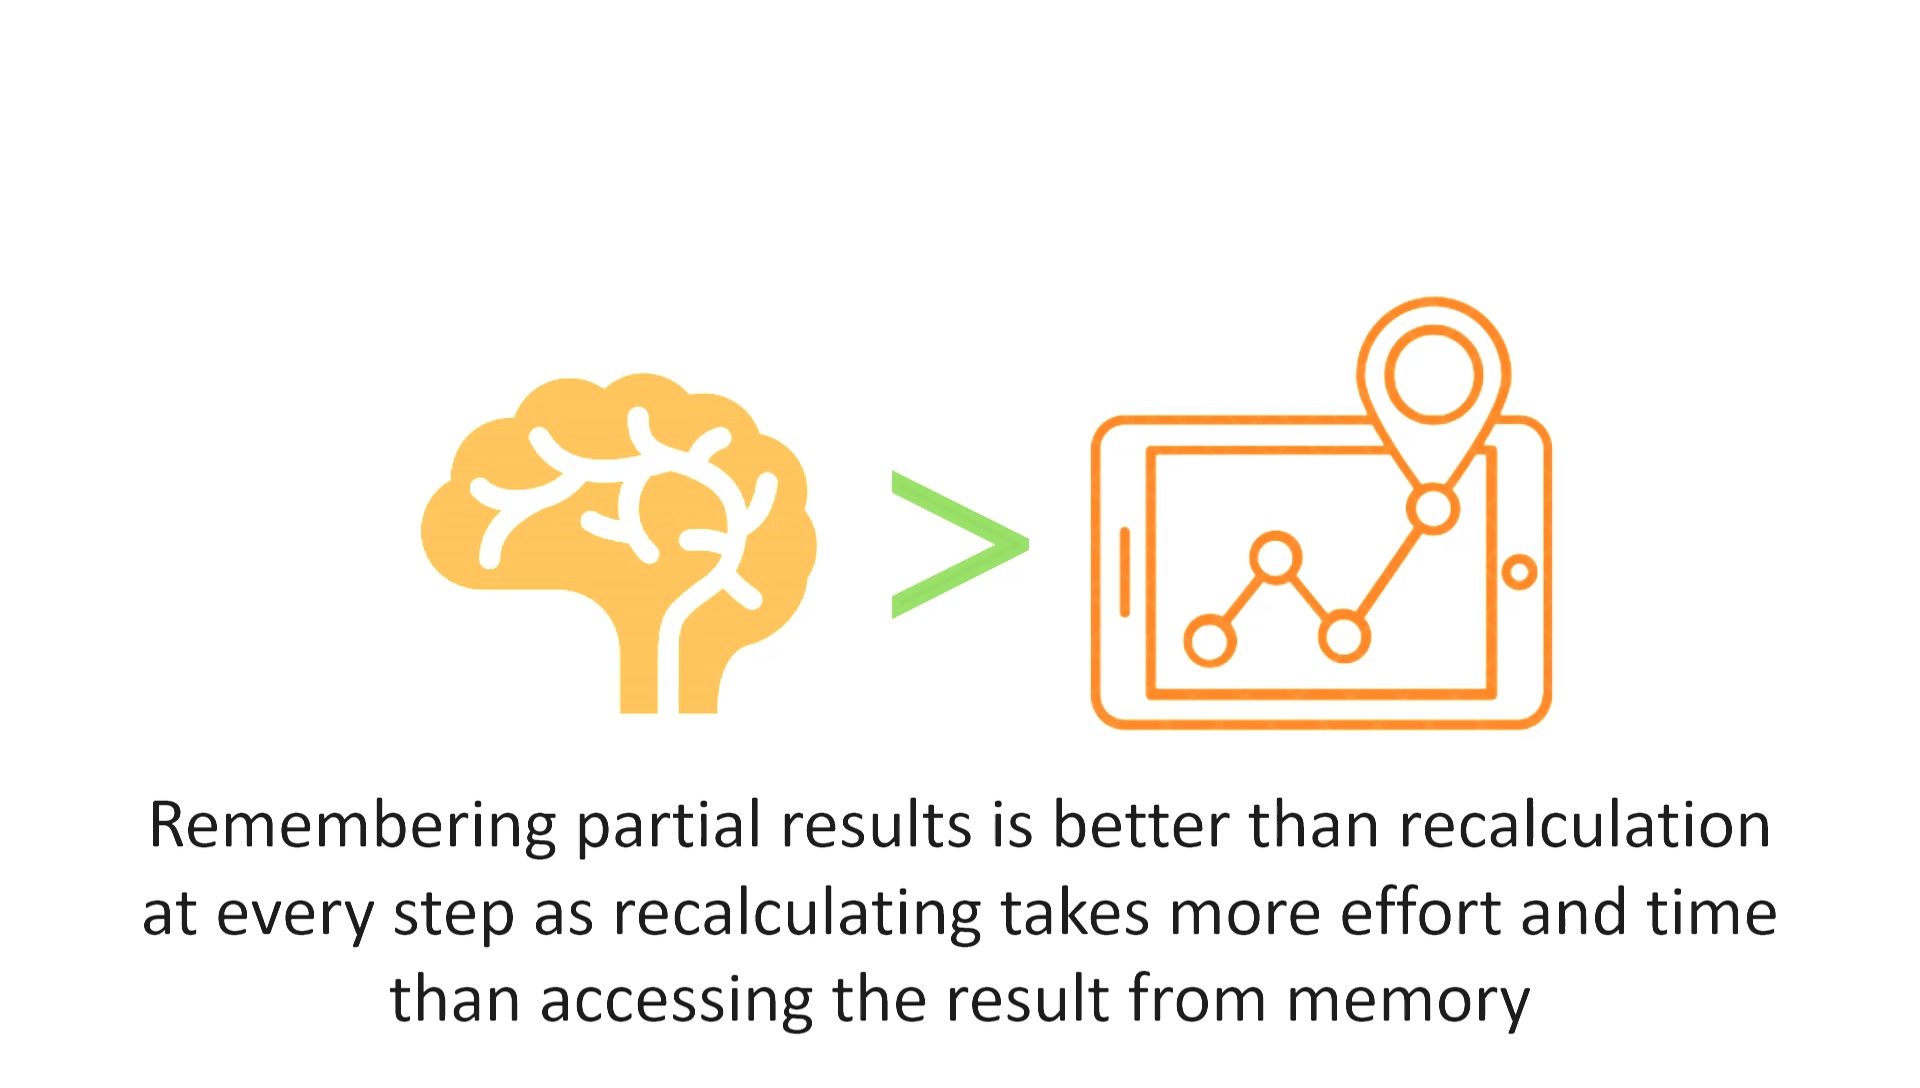 Remembering partial results is better than recalculation
at every step as recalculating takes more effort and time
than accessing the result from memory